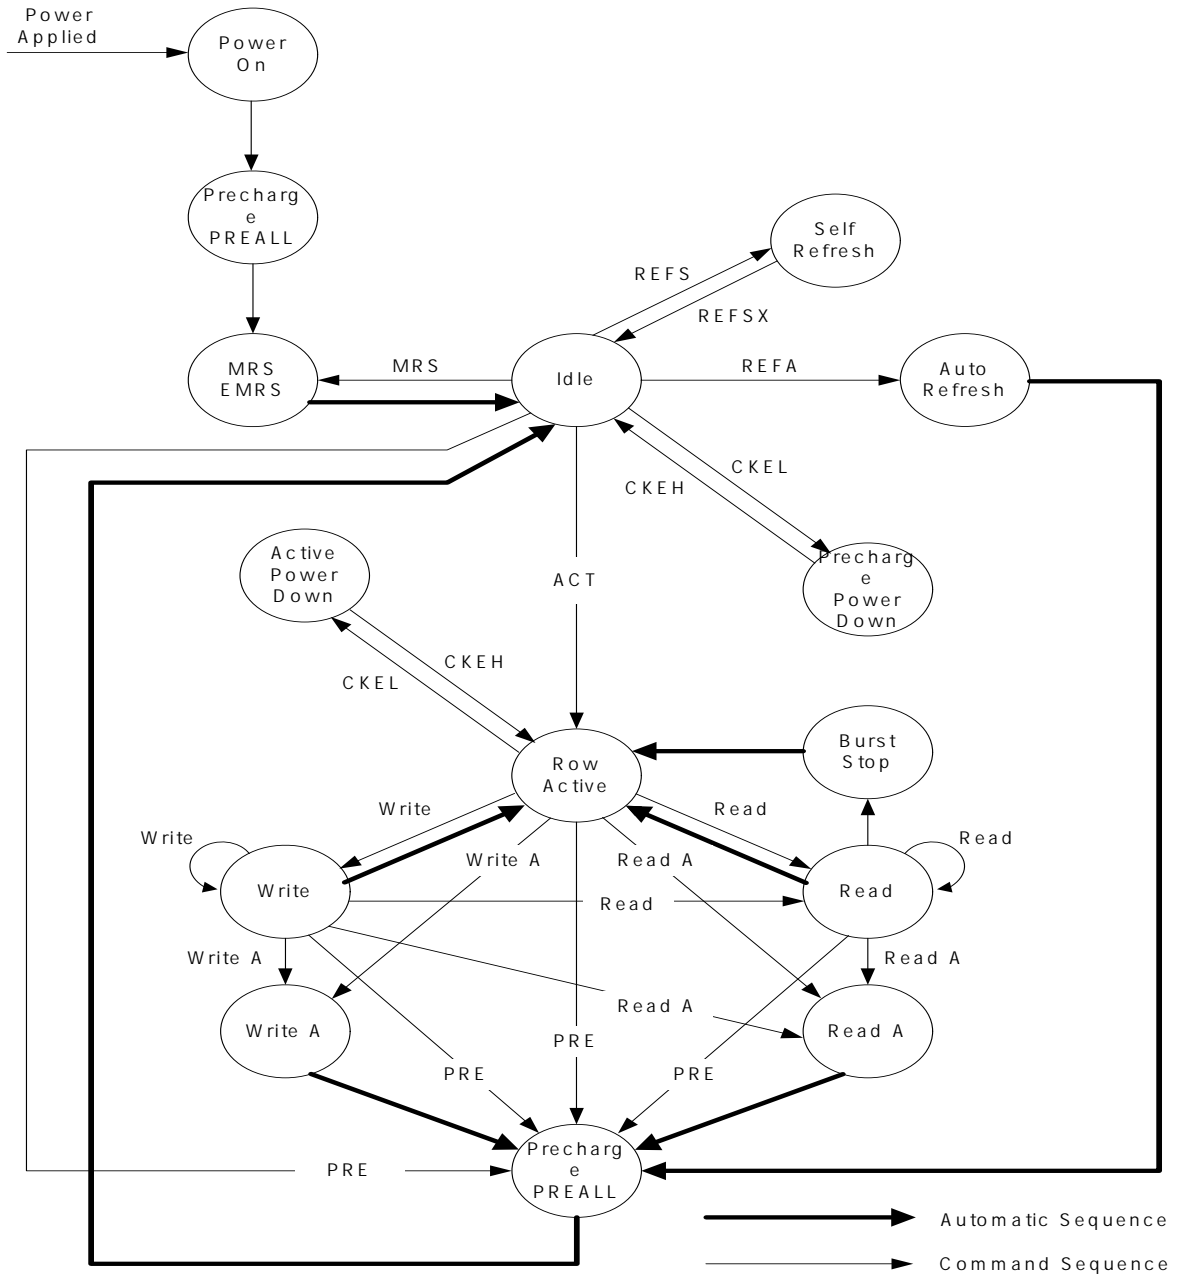 Power
Applied
Power
On
Precharg
e
PREALL
Self
Refresh
REFS
REFSX
MRS
EMRS
MRS
Idle
REFA
Auto
Refresh
CKEL
CKEH
Active
Power
Down
ACT
Precharg
e
Power
Down
CKEH
CKEL
Row
Active
Burst
Stop
Write
Read
Write
Write A
Read A
Read
Write
Read
Read
Write A
Read A
Read A
Write A
Read A
PRE
PRE
PRE
Precharg
e
PREALL
PRE
Automatic Sequence
Command Sequence